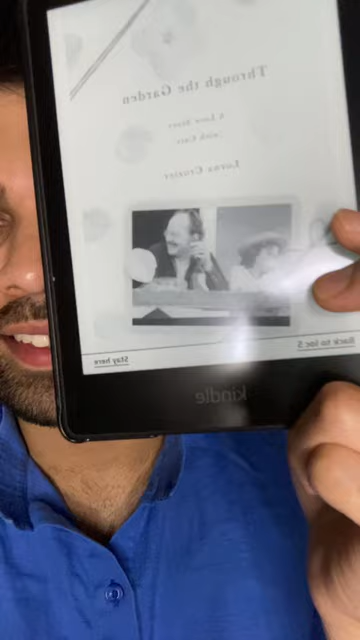 Through the Garden
A Love Story
(with Cats)
Lorna Crozier
Stay here
Back to loc 5
kindle